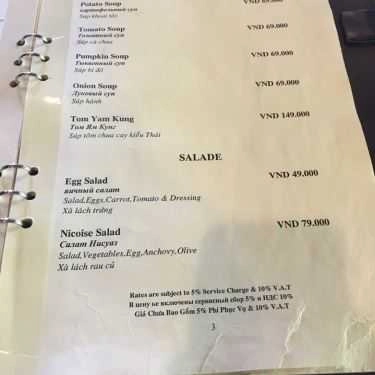 Potato Soup
VND 69.000
картофельный суп
Súp khoai tây
Tomato Soup
VND 69.000
Томатный суп
Súp cà chua
Pumpkin Soup
VND 69.000
Тыквенный суп
Súp bí đỏ
Onion Soup
VND 69.000
Луковый суп
Súp hành
Tom Yam Kung
VND 149.000
Том Ям Кунг
Súp tôm chua cay kiểu Thái
SALADE
Egg Salad
VND 49.000
яичный салат
Salad,Eggs,Carrot,Tomato & Dressing
Xà lách trứng
Nicoise Salad
VND 79.000
Салат Нисуаз
Salad,Vegetables,Egg,Anchovy,Olive
Xà lách rau củ
Rates are subject to 5% Service Charge & 10% V.A.T
В цену не включены сервисный сбор 5% и НДС 10%
Giá Chưa Bao Gồm 5% Phí Phục Vụ & 10% V.A.T
3